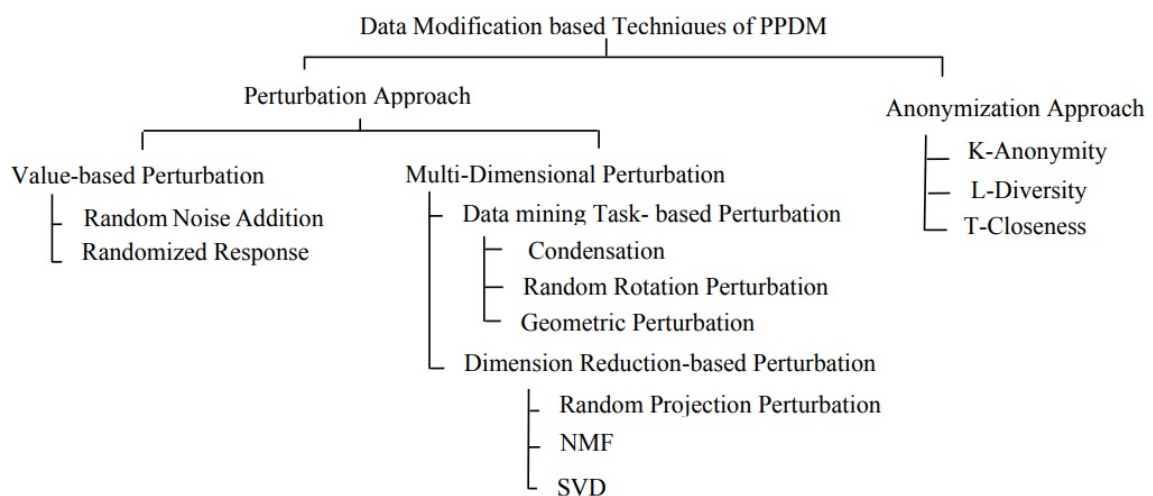 Data Modification based Techniques of PPDM
Perturbation Approach
Anonymization Approach
K-Anonymity
L-Diversity
T-Closeness
Value-based Perturbation
Random Noise Addition
Randomized Response
Multi-Dimensional Perturbation
Data mining Task- based Perturbation
Condensation
Random Rotation Perturbation
Geometric Perturbation
Dimension Reduction-based Perturbation
Random Projection Perturbation
NMF
SVD